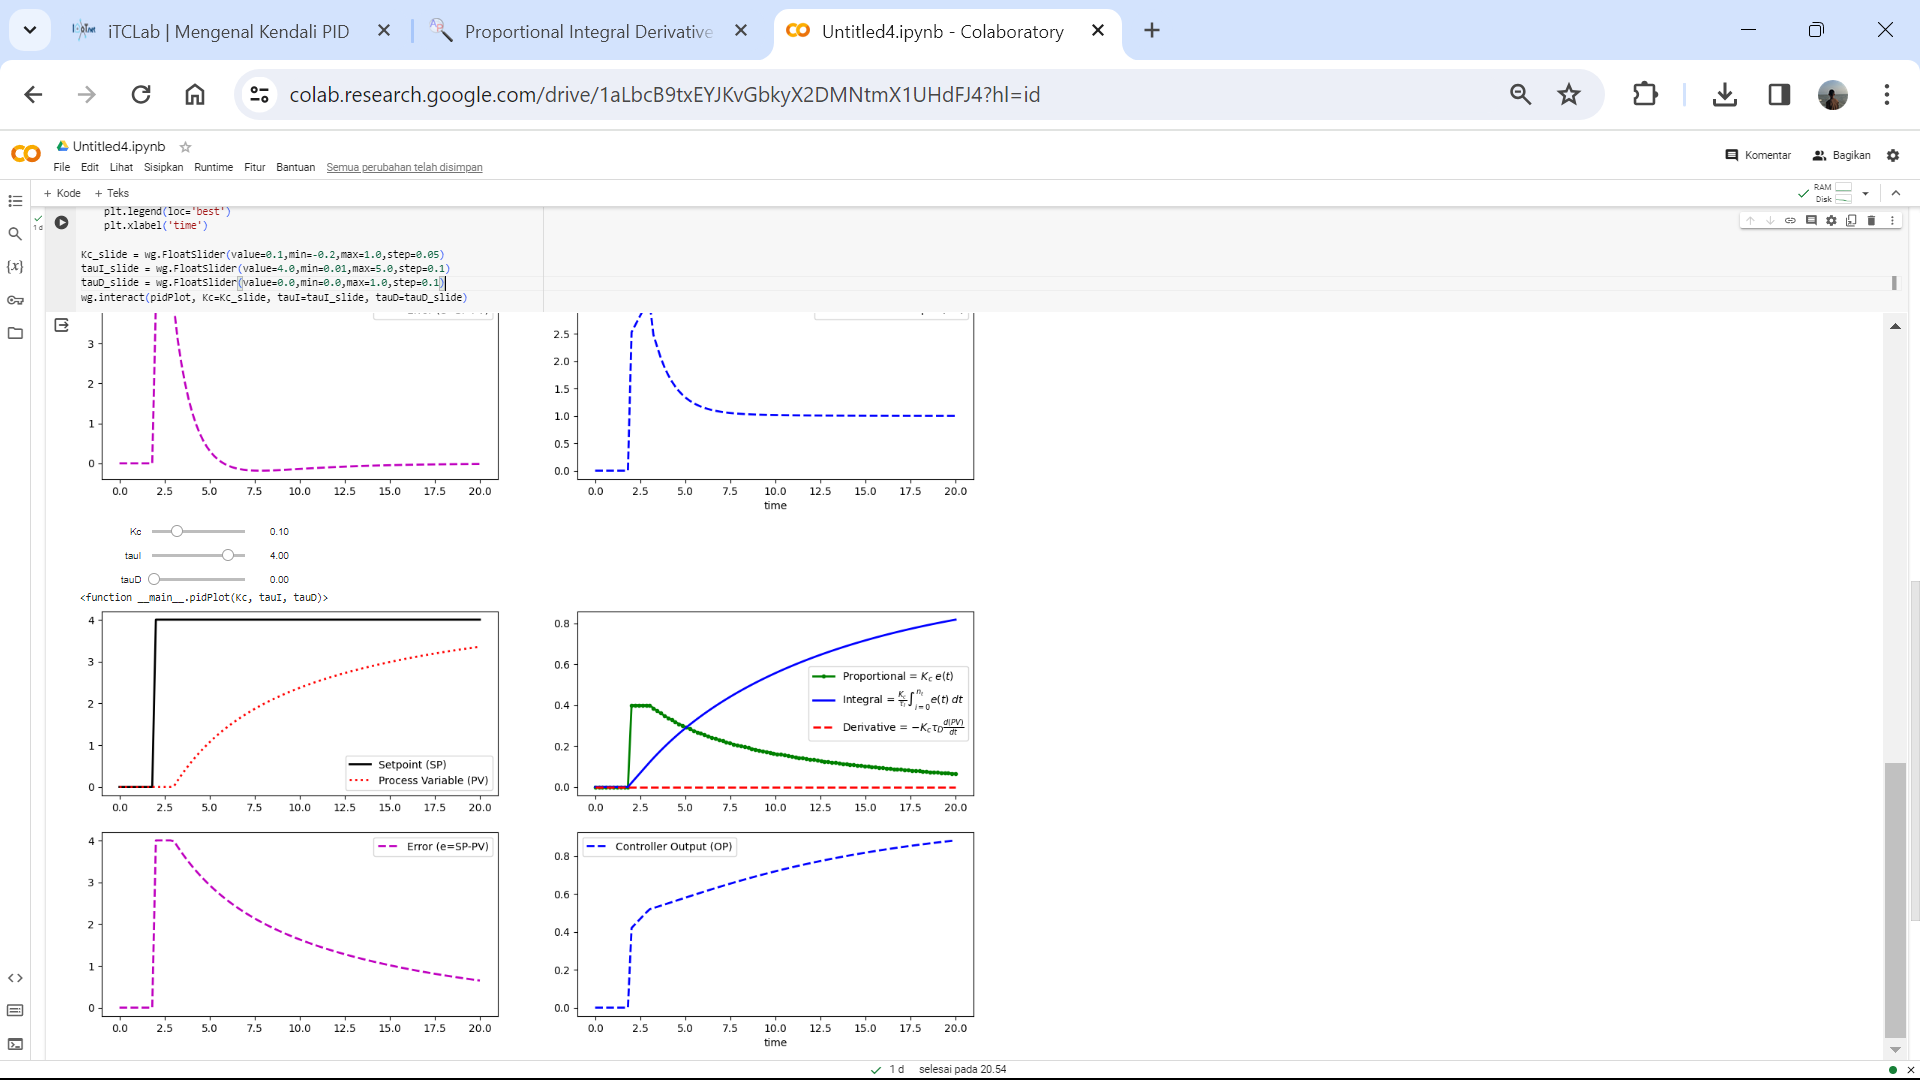 iTCLab | Mengenal Kendali PID
Proportional Integral Derivative
Untitled4.ipynb - Colaboratory
colab.research.google.com/drive/1aLbcB9txEYJKvGbkyX2DMNtmX1UHdFJ4?hl=id
Untitled4.ipynb
File Edit Lihat Sisipkan Runtime Fitur Bantuan Semua perubahan telah disimpan
Komentar Bagikan
+ Kode + Teks
RAM
Disk
1 d
plt.legend(loc='best')
plt.xlabel('time')
Kc_slide = wg.FloatSlider(value=0.1,min=-0.2,max=1.0,step=0.05)
tauI_slide = wg.FloatSlider(value=4.0,min=0.01,max=5.0,step=0.1)
tauD_slide = wg.FloatSlider(value=0.0,min=0.0,max=1.0,step=0.1)
wg.interact(pidPlot, Kc=Kc_slide, tauI=tauI_slide, tauD=tauD_slide)
3
2
1
0
0.0 2.5 5.0 7.5 10.0 12.5 15.0 17.5 20.0
2.5
2.0
1.5
1.0
0.5
0.0
0.0 2.5 5.0 7.5 10.0 12.5 15.0 17.5 20.0
time
Kc 0.10
tauI 4.00
tauD 0.00
<function __main__.pidPlot(Kc, tauI, tauD)>
4
3
2
1
0
Setpoint (SP)
Process Variable (PV)
0.0 2.5 5.0 7.5 10.0 12.5 15.0 17.5 20.0
0.8
0.6
0.4
0.2
0.0
Proportional = K_c e(t)
Integral = K_c/τ_I ∫_{i=0}^{n_t} e(t) dt
Derivative = −K_c τ_D d(PV)/dt
0.0 2.5 5.0 7.5 10.0 12.5 15.0 17.5 20.0
4
3
2
1
0
Error (e=SP-PV)
0.0 2.5 5.0 7.5 10.0 12.5 15.0 17.5 20.0
0.8
0.6
0.4
0.2
0.0
Controller Output (OP)
0.0 2.5 5.0 7.5 10.0 12.5 15.0 17.5 20.0
time
1 d selesai pada 20.54